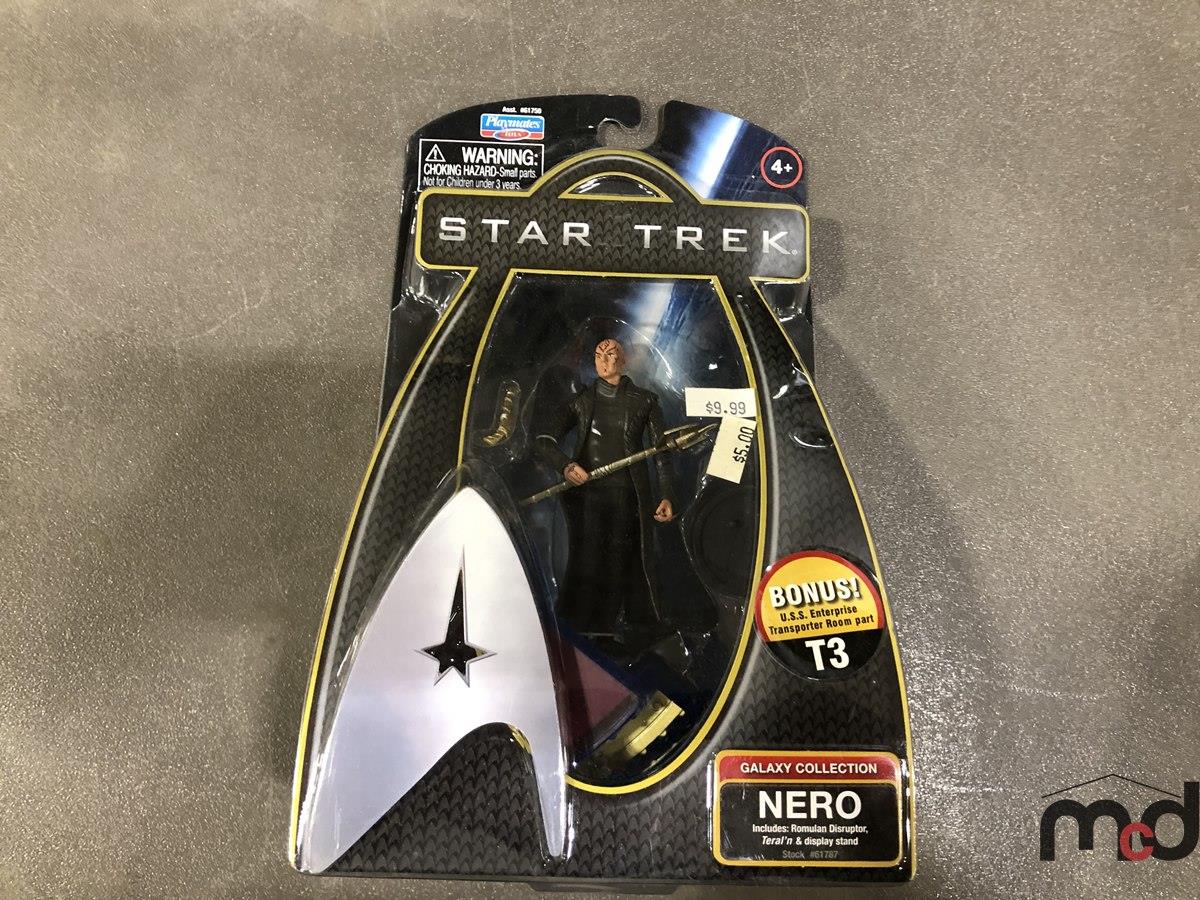 Asst. #61750
Playmates
TOYS
WARNING:
CHOKING HAZARD-Small parts.
Not for Children under 3 years.
4+
STAR TREK®
$9.99
$5.00
BONUS!
U.S.S. Enterprise
Transporter Room part
T3
GALAXY COLLECTION
NERO
Includes: Romulan Disruptor,
Teral'n & display stand
Stock #61787
mcd